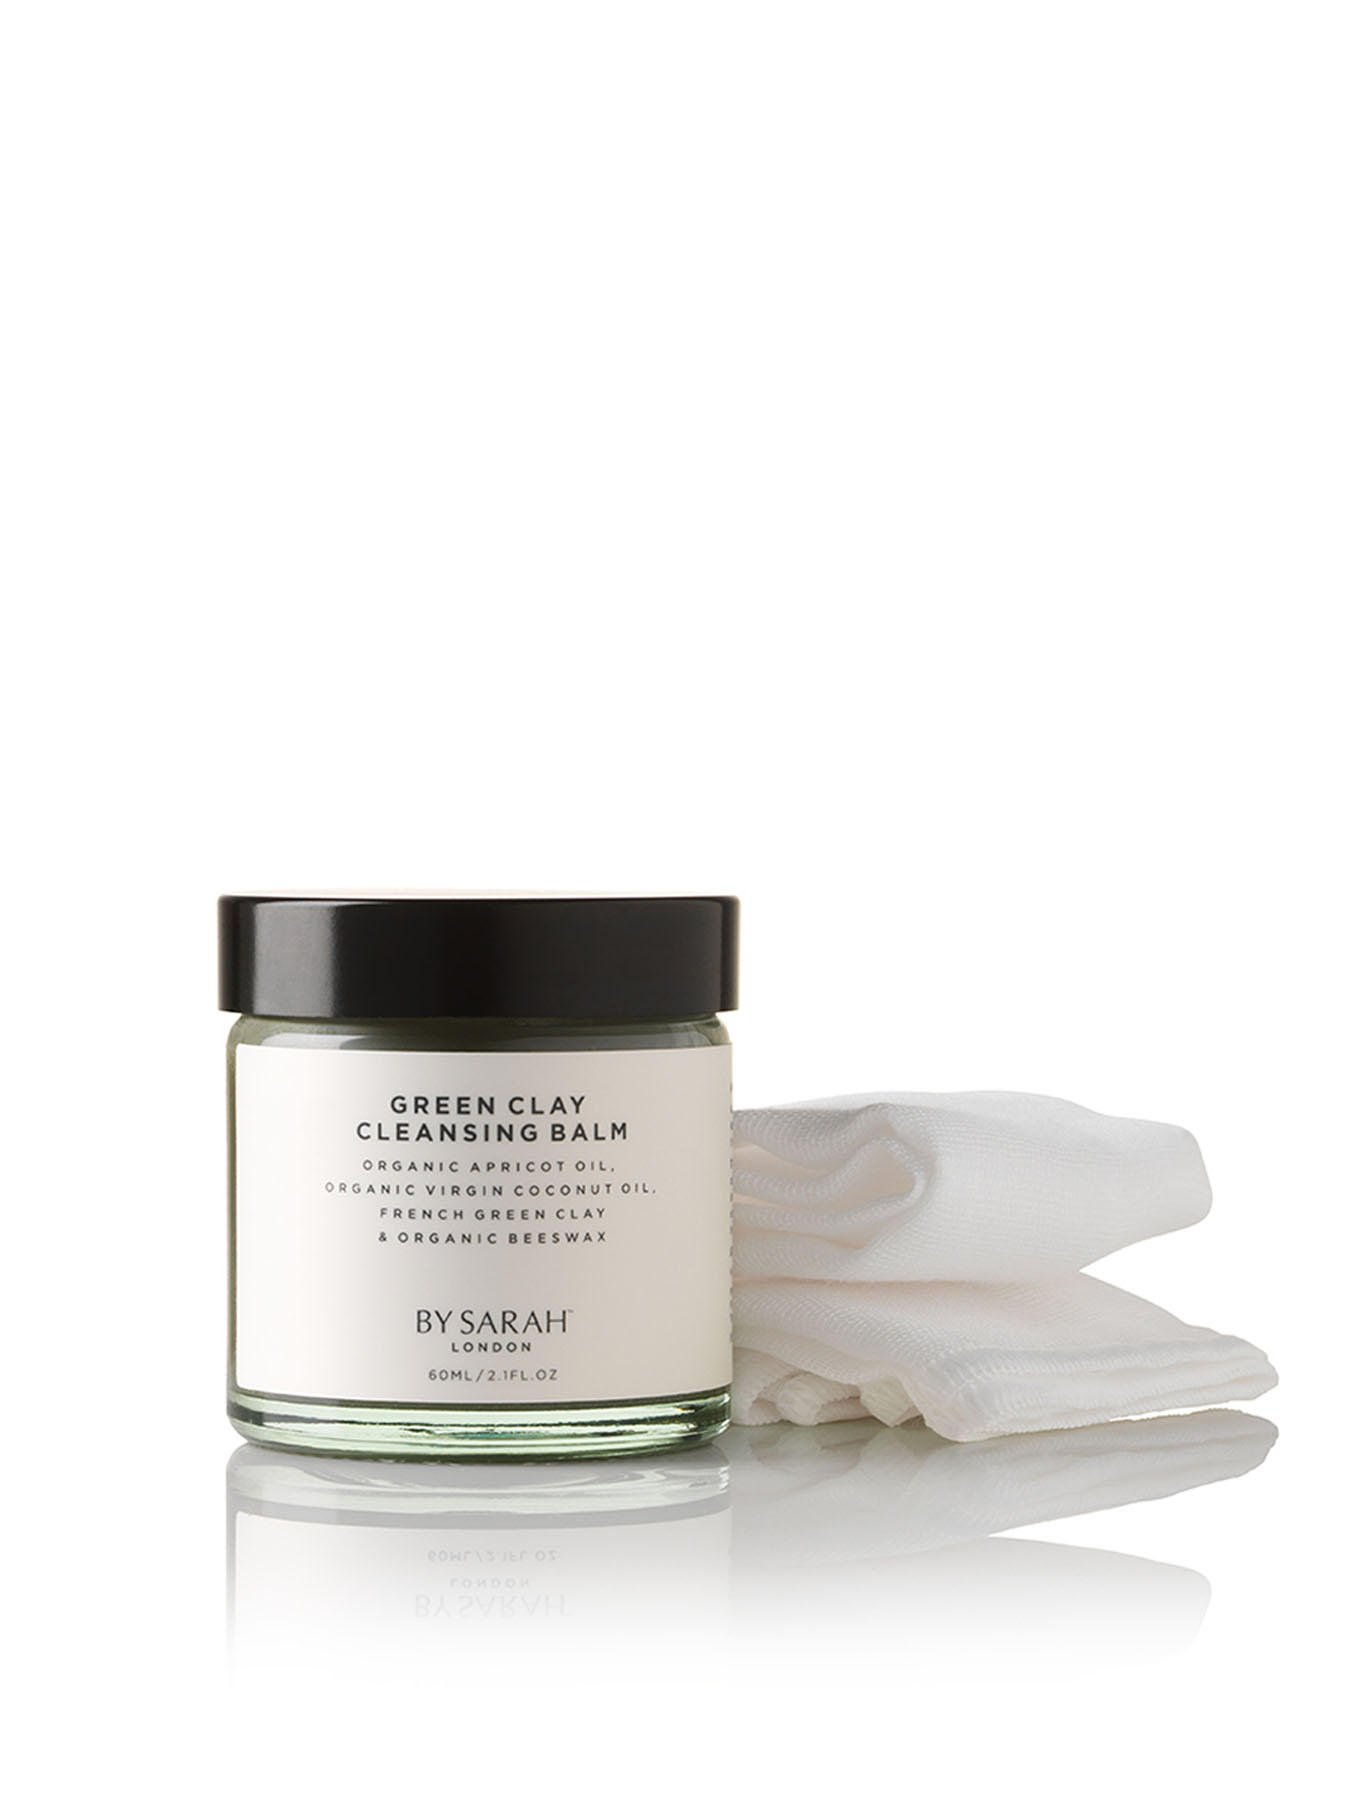 GREEN CLAY
CLEANSING BALM
ORGANIC APRICOT OIL,
ORGANIC VIRGIN COCONUT OIL,
FRENCH GREEN CLAY
& ORGANIC BEESWAX
BY SARAH™
LONDON
60ML/2.1FL.OZ